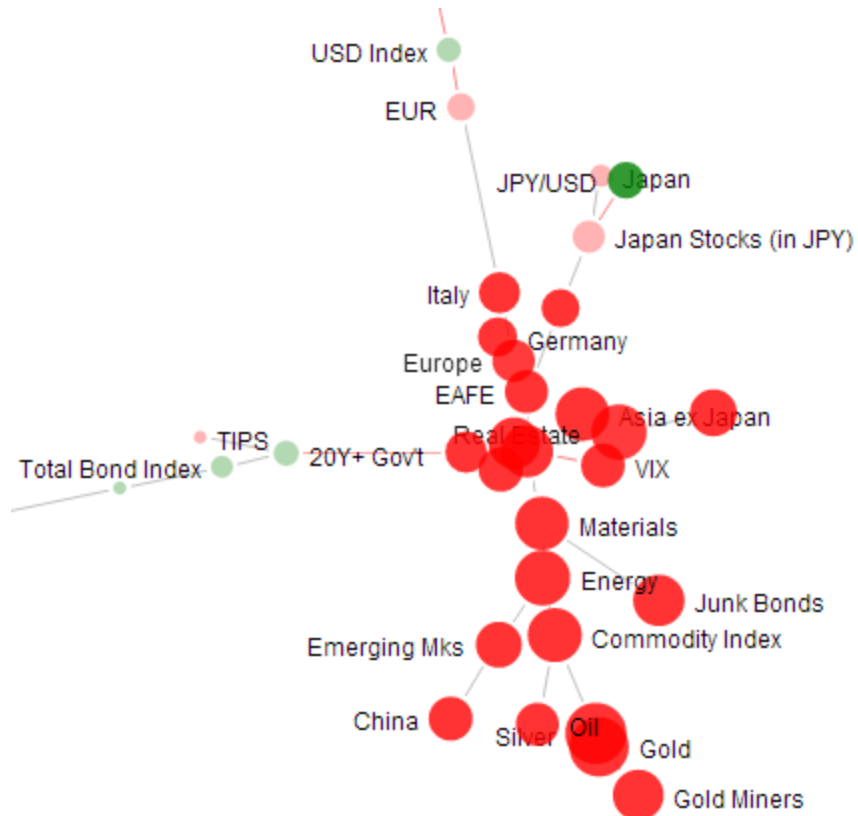 USD Index
EUR
JPY/USD
Japan
Japan Stocks (in JPY)
Italy
Germany
Europe
EAFE
Asia ex Japan
Real Estate
TIPS
20Y+ Gov't
Total Bond Index
VIX
Materials
Energy
Junk Bonds
Commodity Index
Emerging Mks
China
Silver
Oil
Gold
Gold Miners